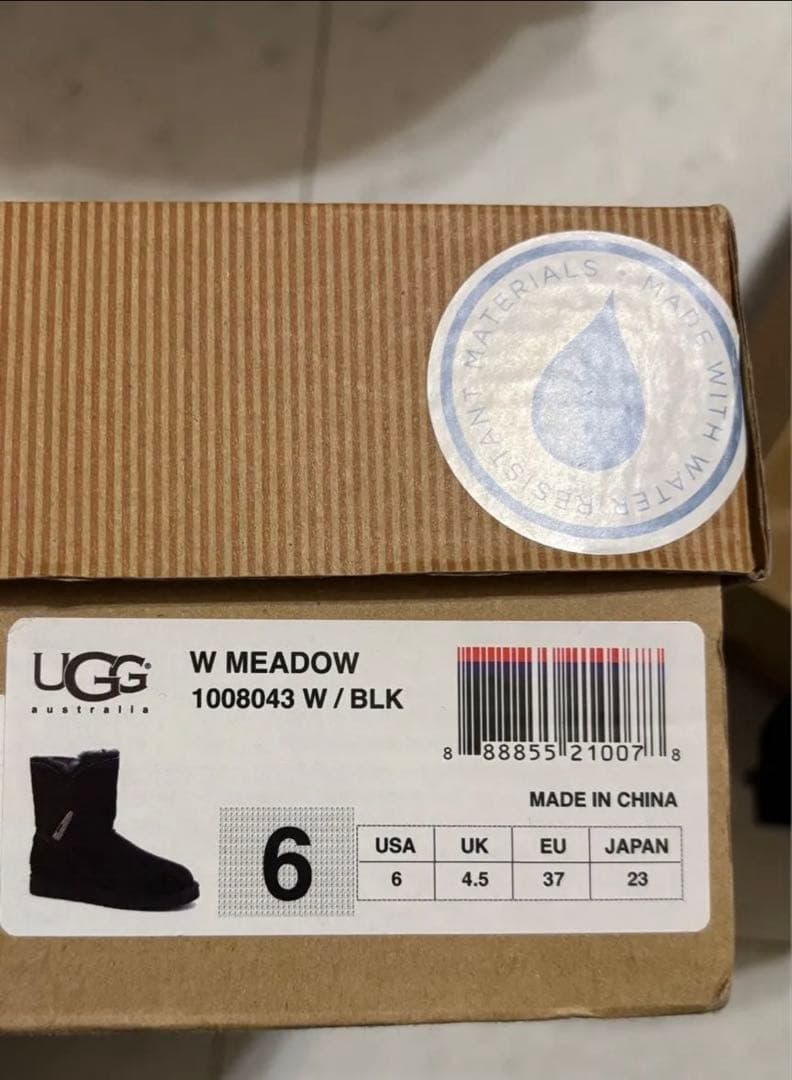 MADE WITH WATER RESISTANT MATERIALS
UGG®
australia
W MEADOW
1008043 W / BLK
8 88855 21007 8
MADE IN CHINA
6
USA UK EU JAPAN
6 4.5 37 23